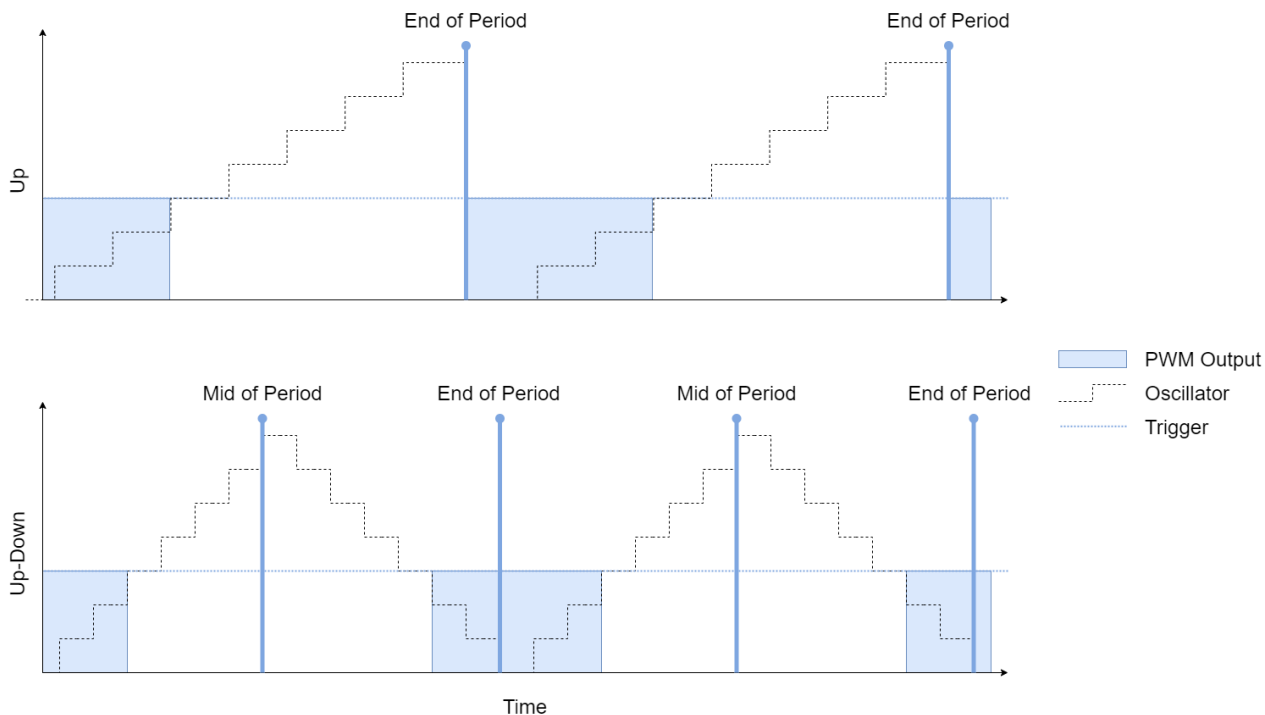 End of Period
End of Period
Up
PWM Output
Oscillator
Trigger
Mid of Period
End of Period
Mid of Period
End of Period
Up-Down
Time